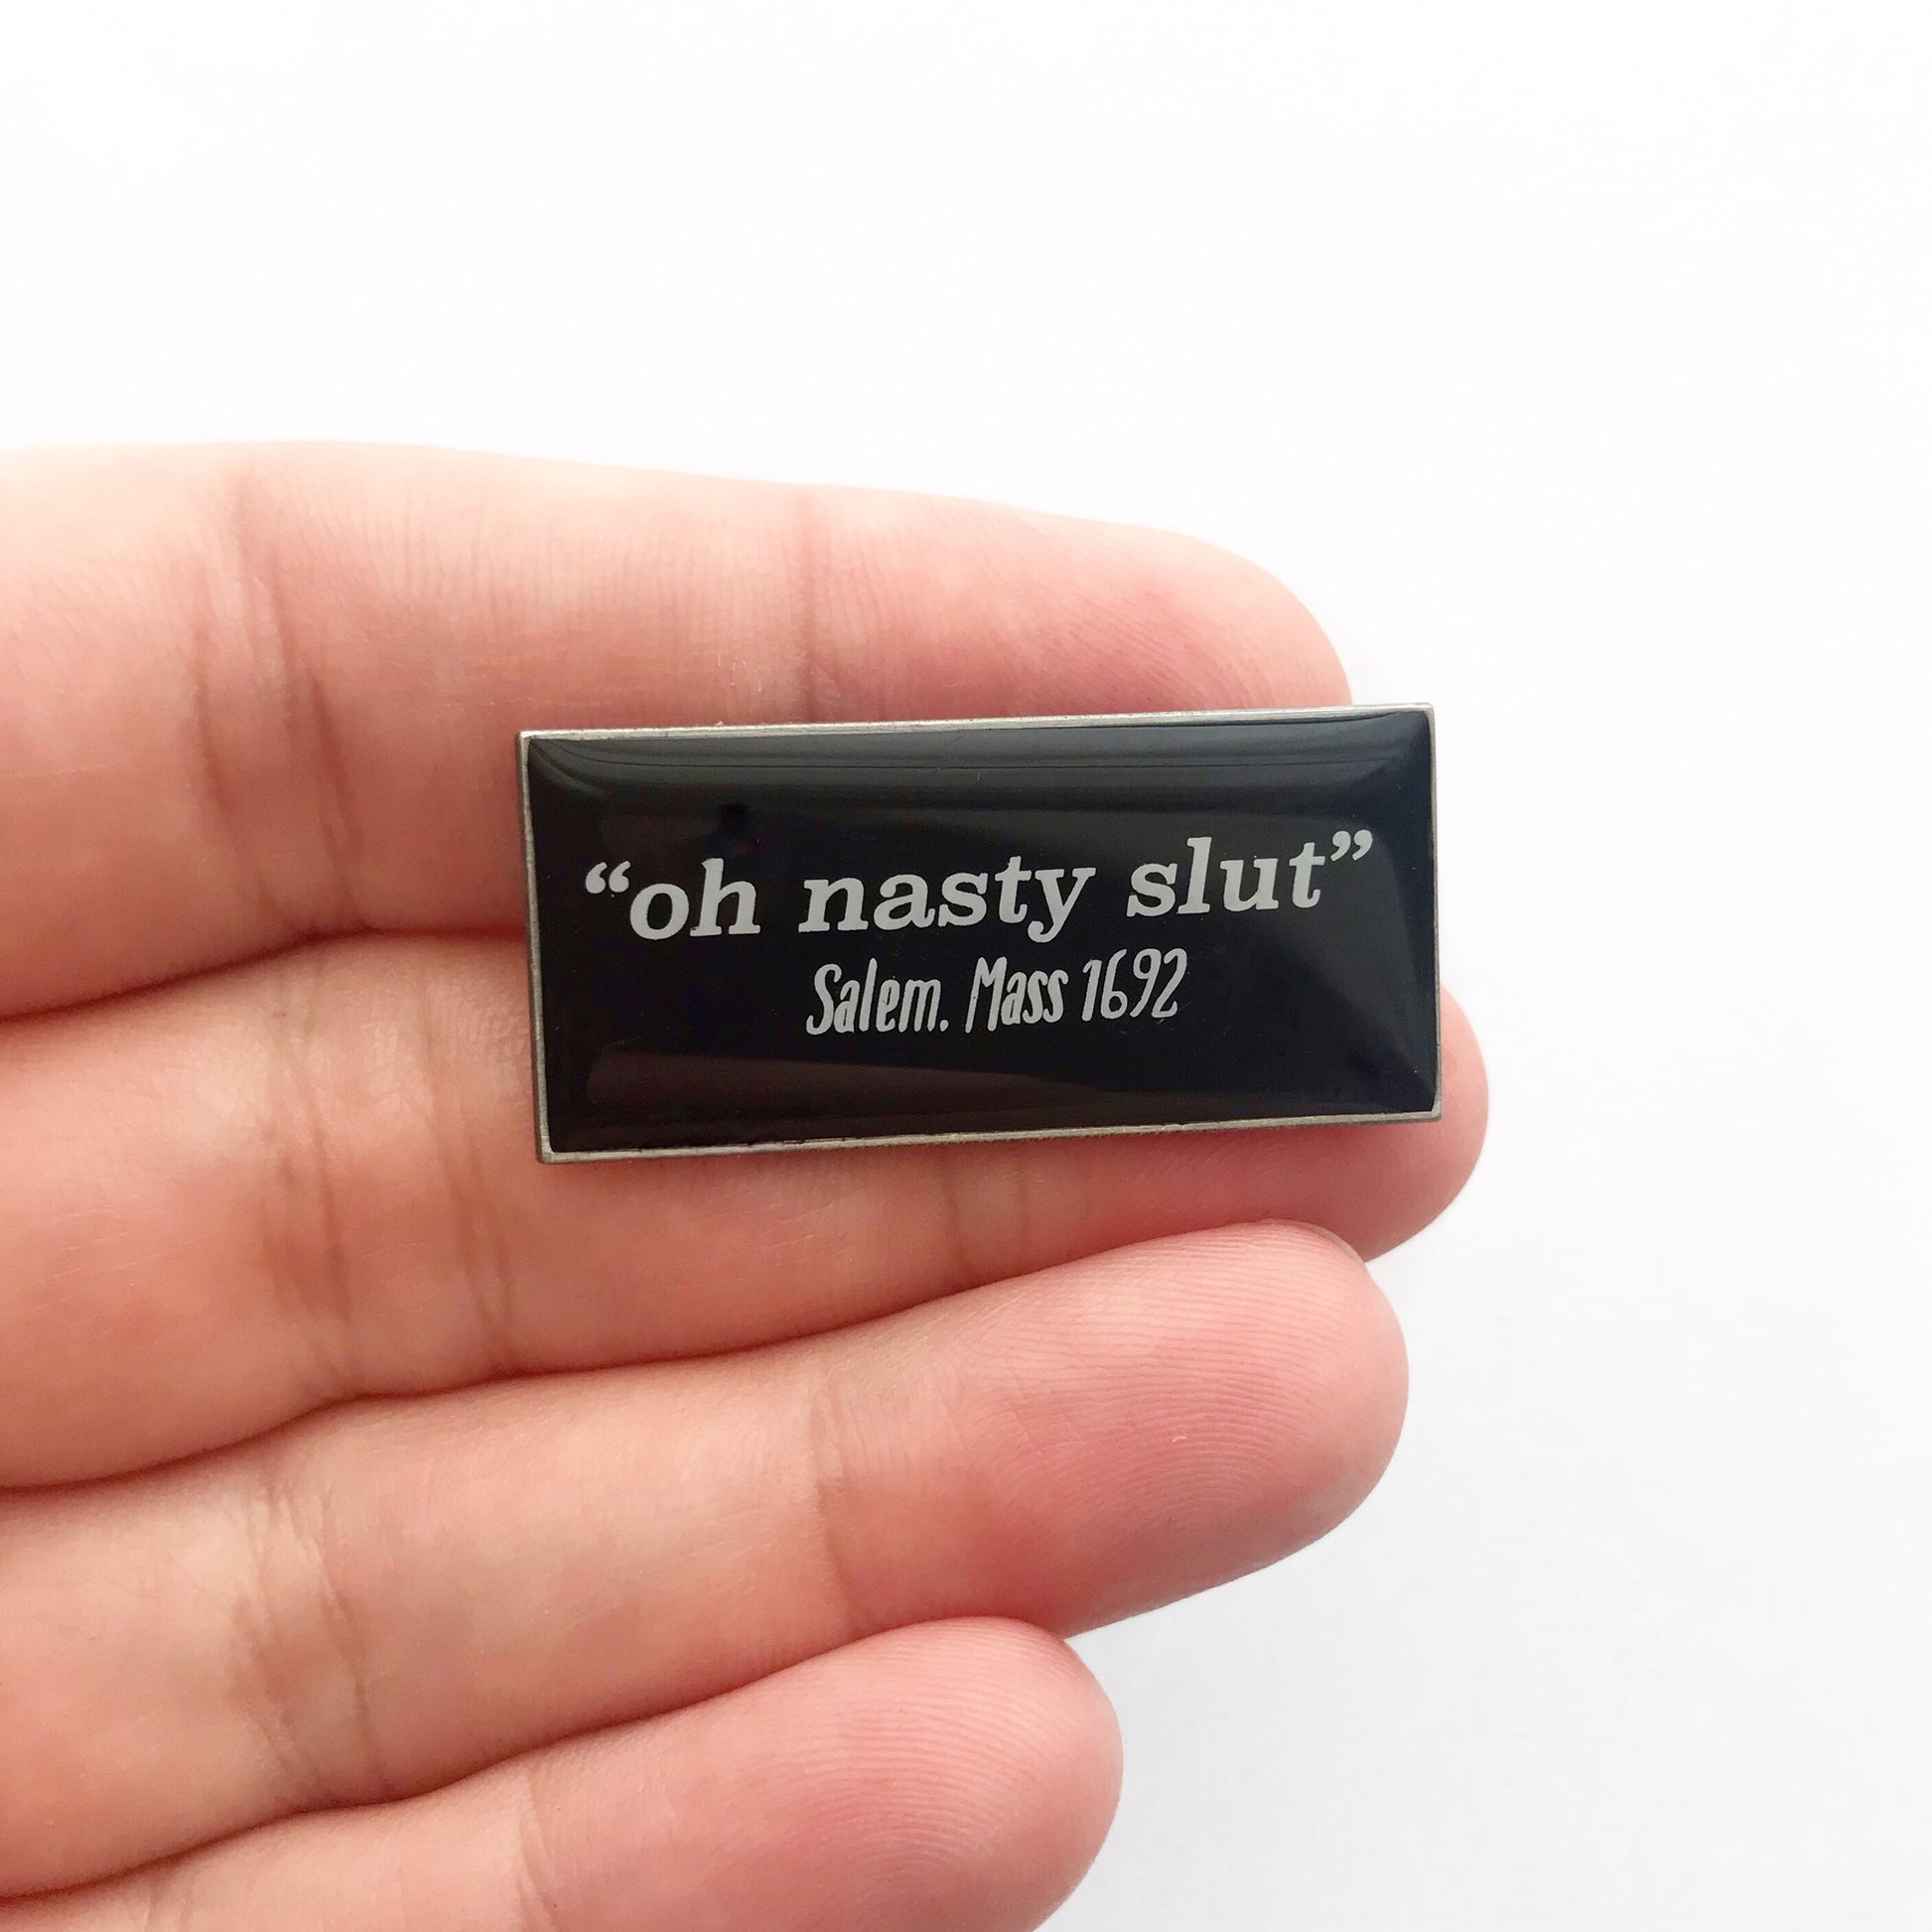 “oh nasty slut”
Salem. Mass 1692